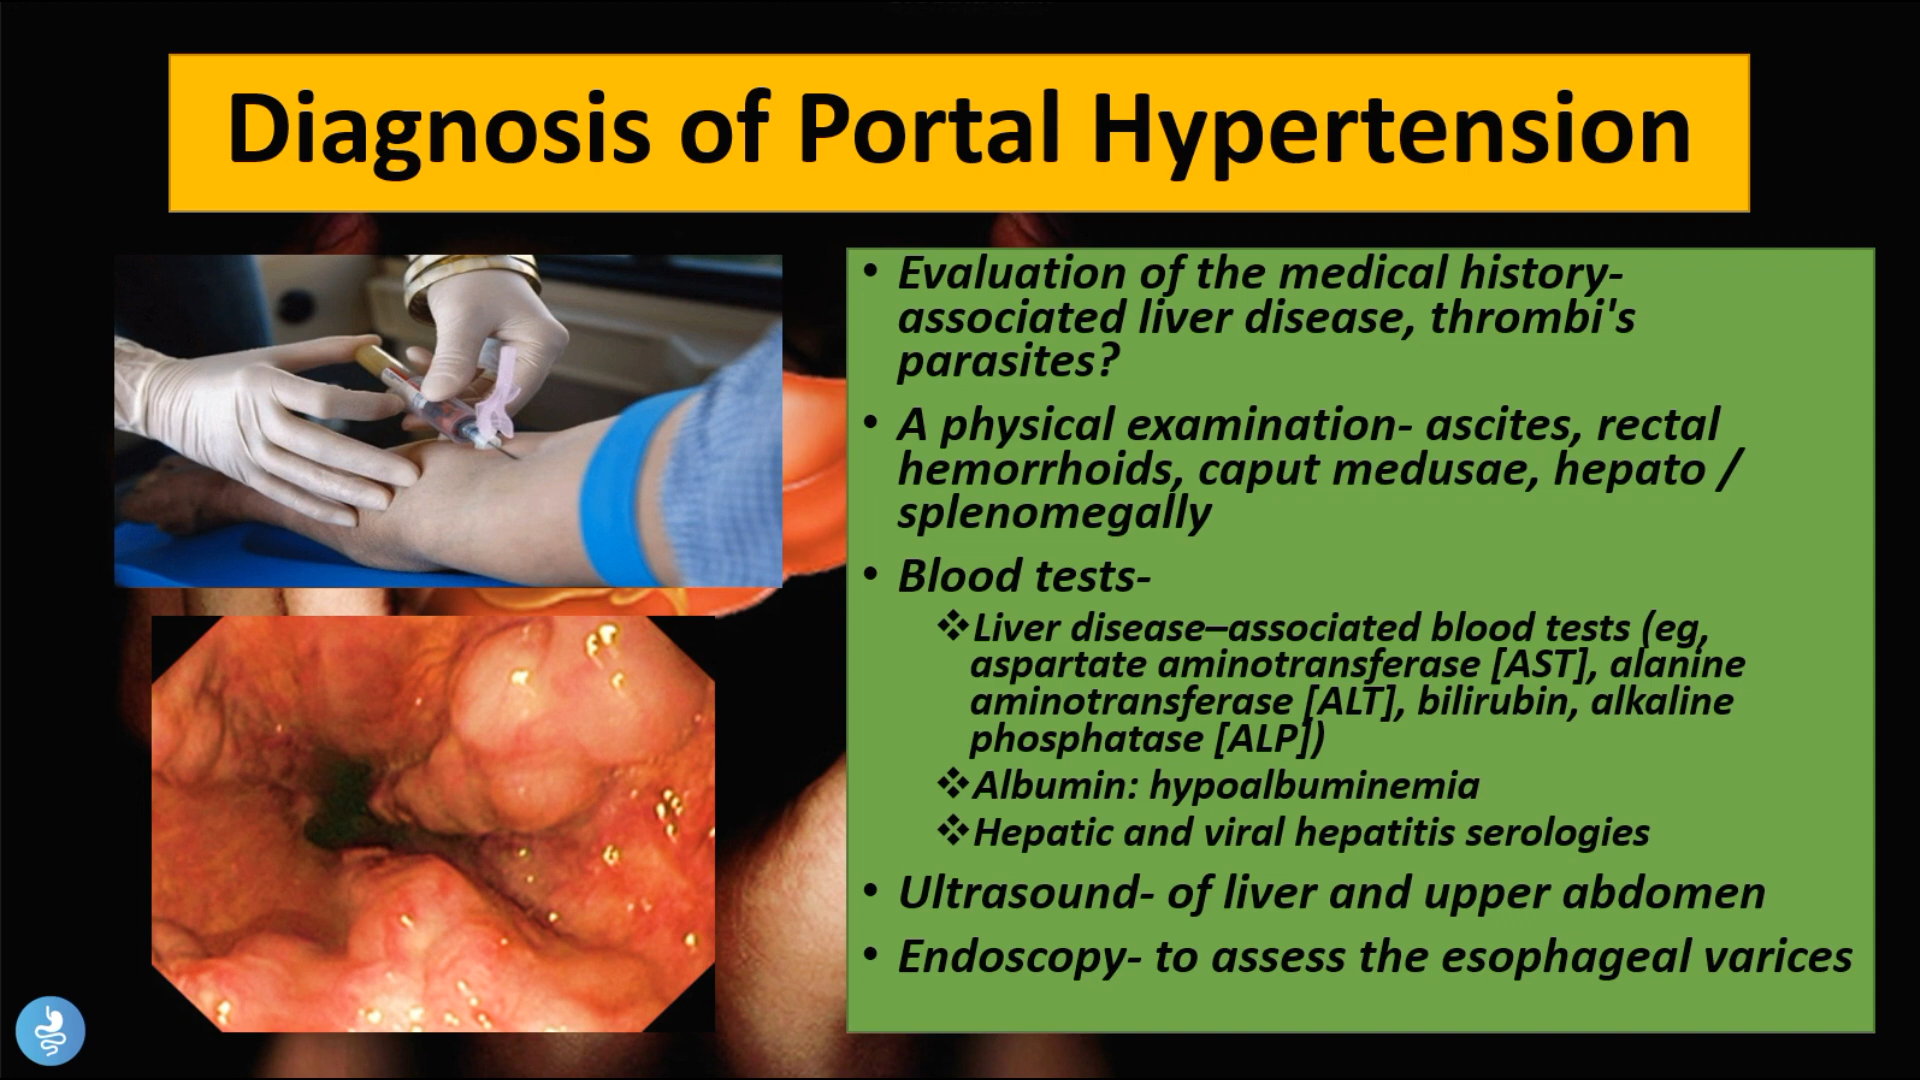 Diagnosis of Portal Hypertension
• Evaluation of the medical history-
associated liver disease, thrombi's
parasites?
• A physical examination- ascites, rectal
hemorrhoids, caput medusae, hepato /
splenomegally
• Blood tests-
❖Liver disease–associated blood tests (eg,
aspartate aminotransferase [AST], alanine
aminotransferase [ALT], bilirubin, alkaline
phosphatase [ALP])
❖Albumin: hypoalbuminemia
❖Hepatic and viral hepatitis serologies
• Ultrasound- of liver and upper abdomen
• Endoscopy- to assess the esophageal varices